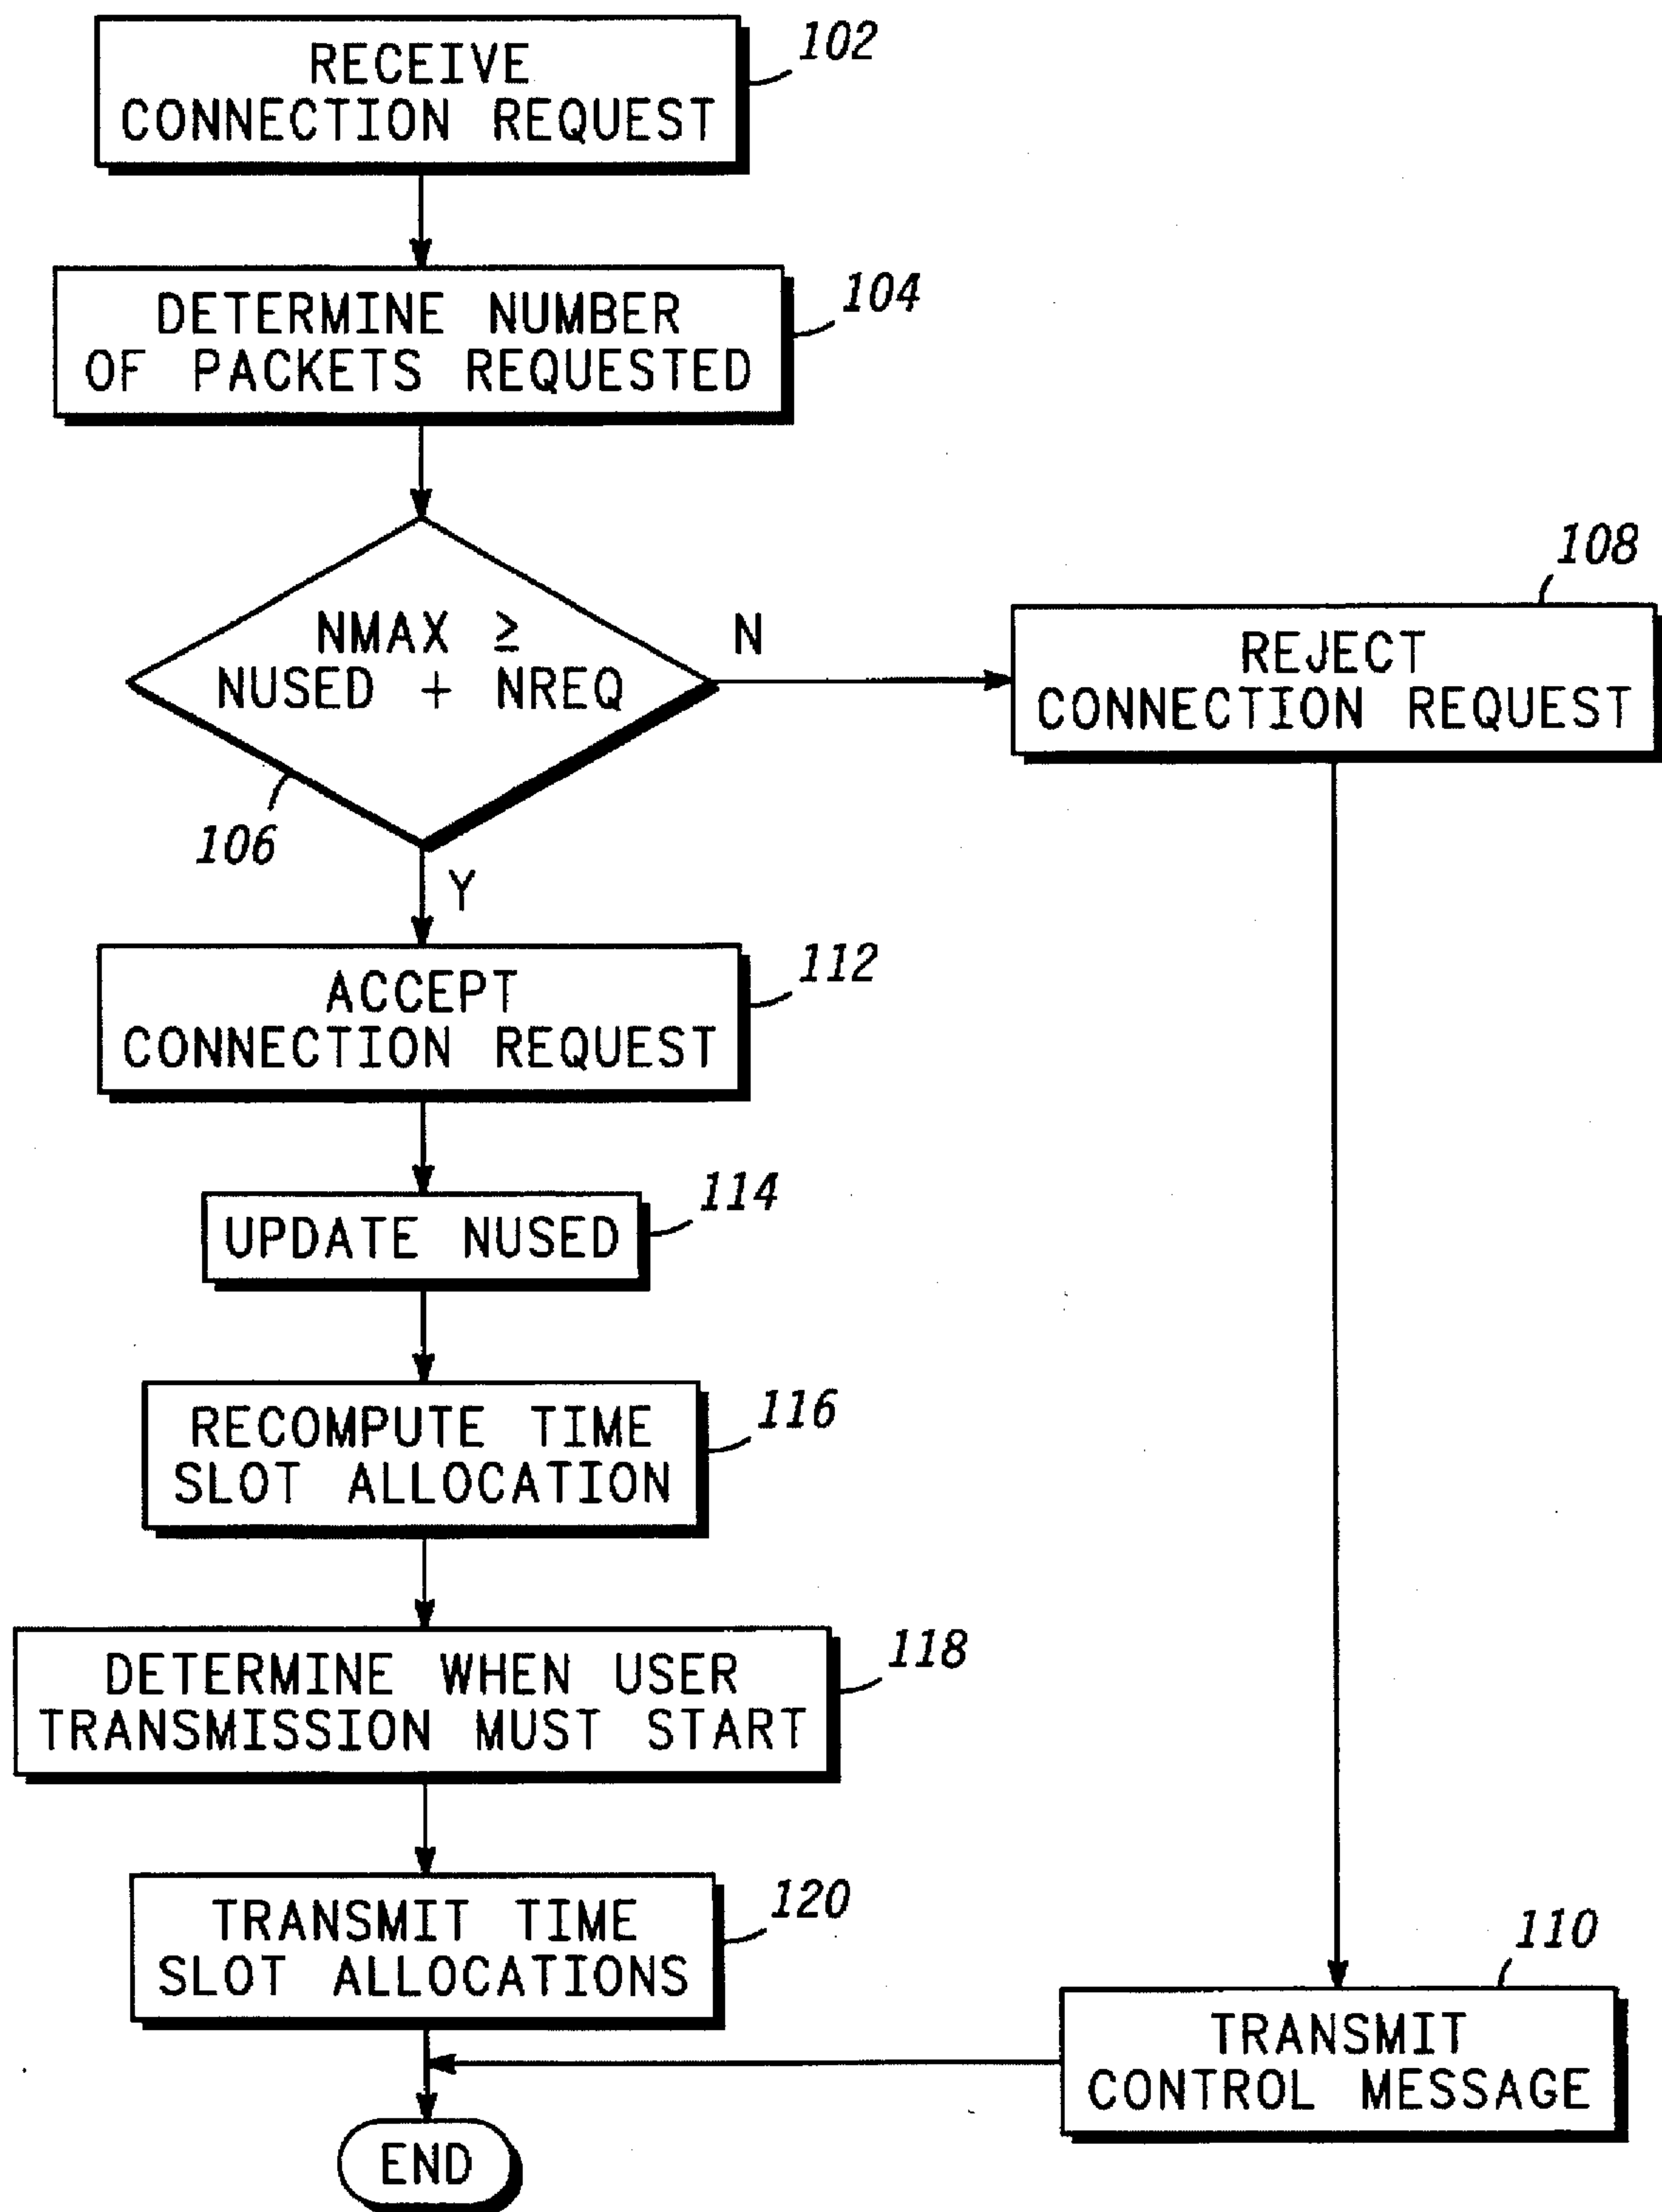 RECEIVE
CONNECTION REQUEST
102
DETERMINE NUMBER
OF PACKETS REQUESTED
104
NMAX ≥
NUSED + NREQ
N
106
Y
108
REJECT
CONNECTION REQUEST
ACCEPT
CONNECTION REQUEST
112
UPDATE NUSED
114
RECOMPUTE TIME
SLOT ALLOCATION
116
DETERMINE WHEN USER
TRANSMISSION MUST START
118
TRANSMIT TIME
SLOT ALLOCATIONS
120
110
TRANSMIT
CONTROL MESSAGE
END